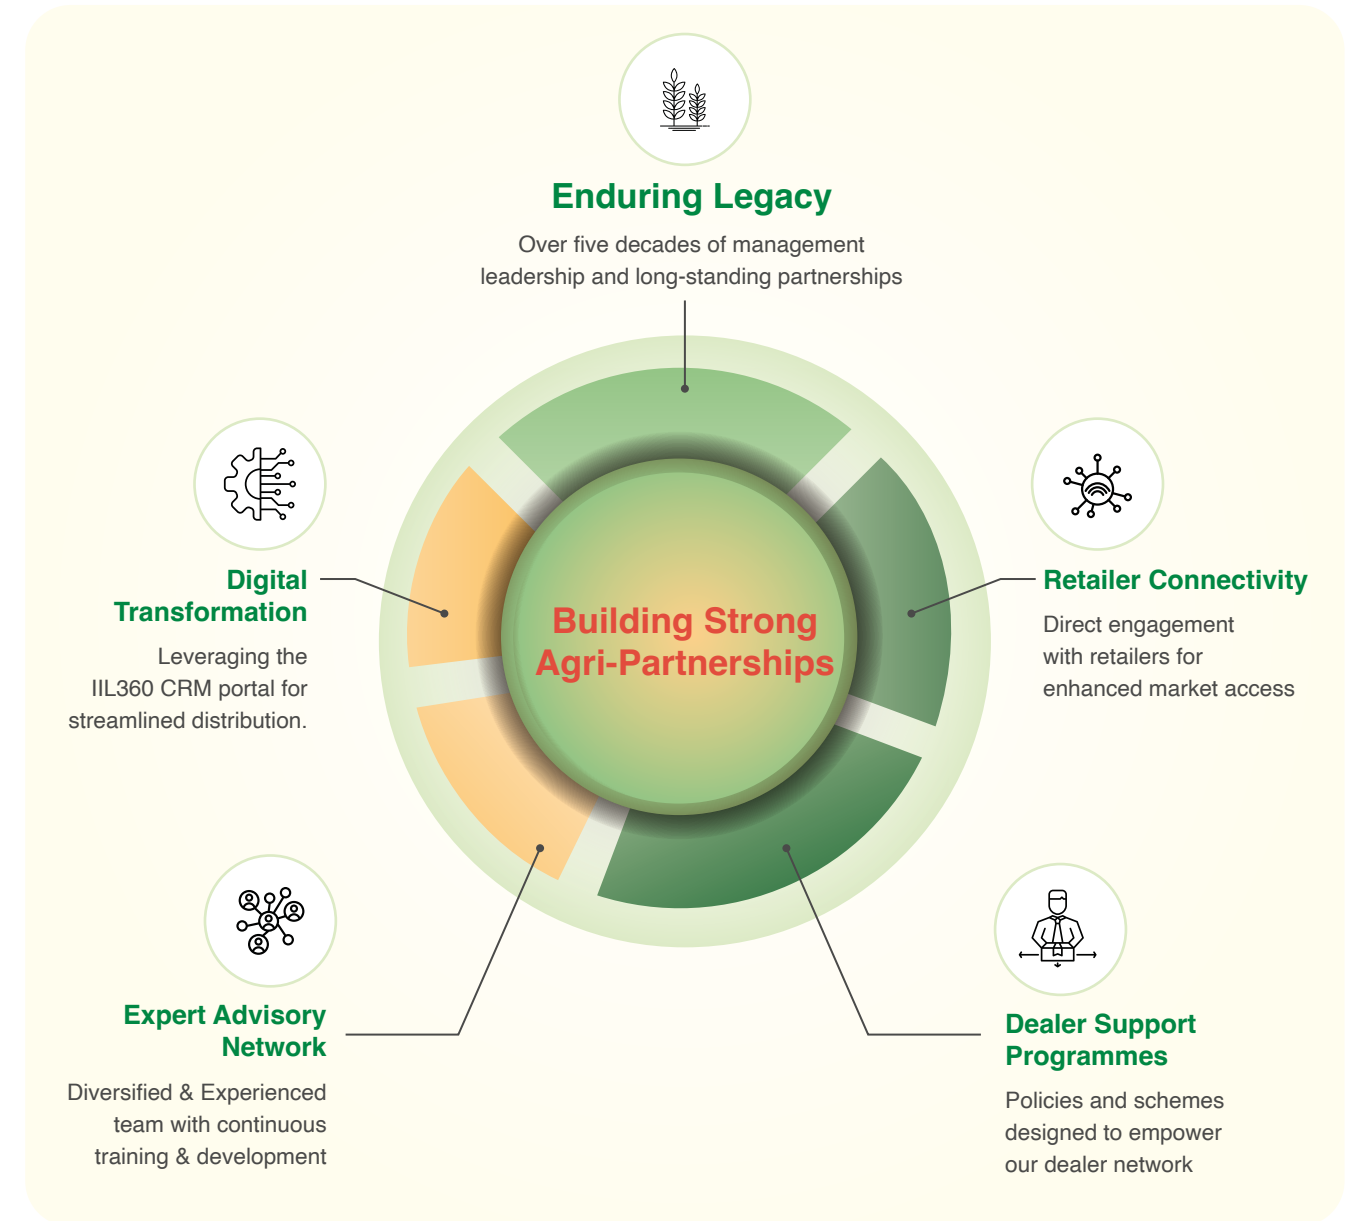 Enduring Legacy
Over five decades of management
leadership and long-standing partnerships
Digital
Transformation
Leveraging the
IIL360 CRM portal for
streamlined distribution.
Building Strong
Agri-Partnerships
Retailer Connectivity
Direct engagement
with retailers for
enhanced market access
Expert Advisory
Network
Diversified & Experienced
team with continuous
training & development
Dealer Support
Programmes
Policies and schemes
designed to empower
our dealer network